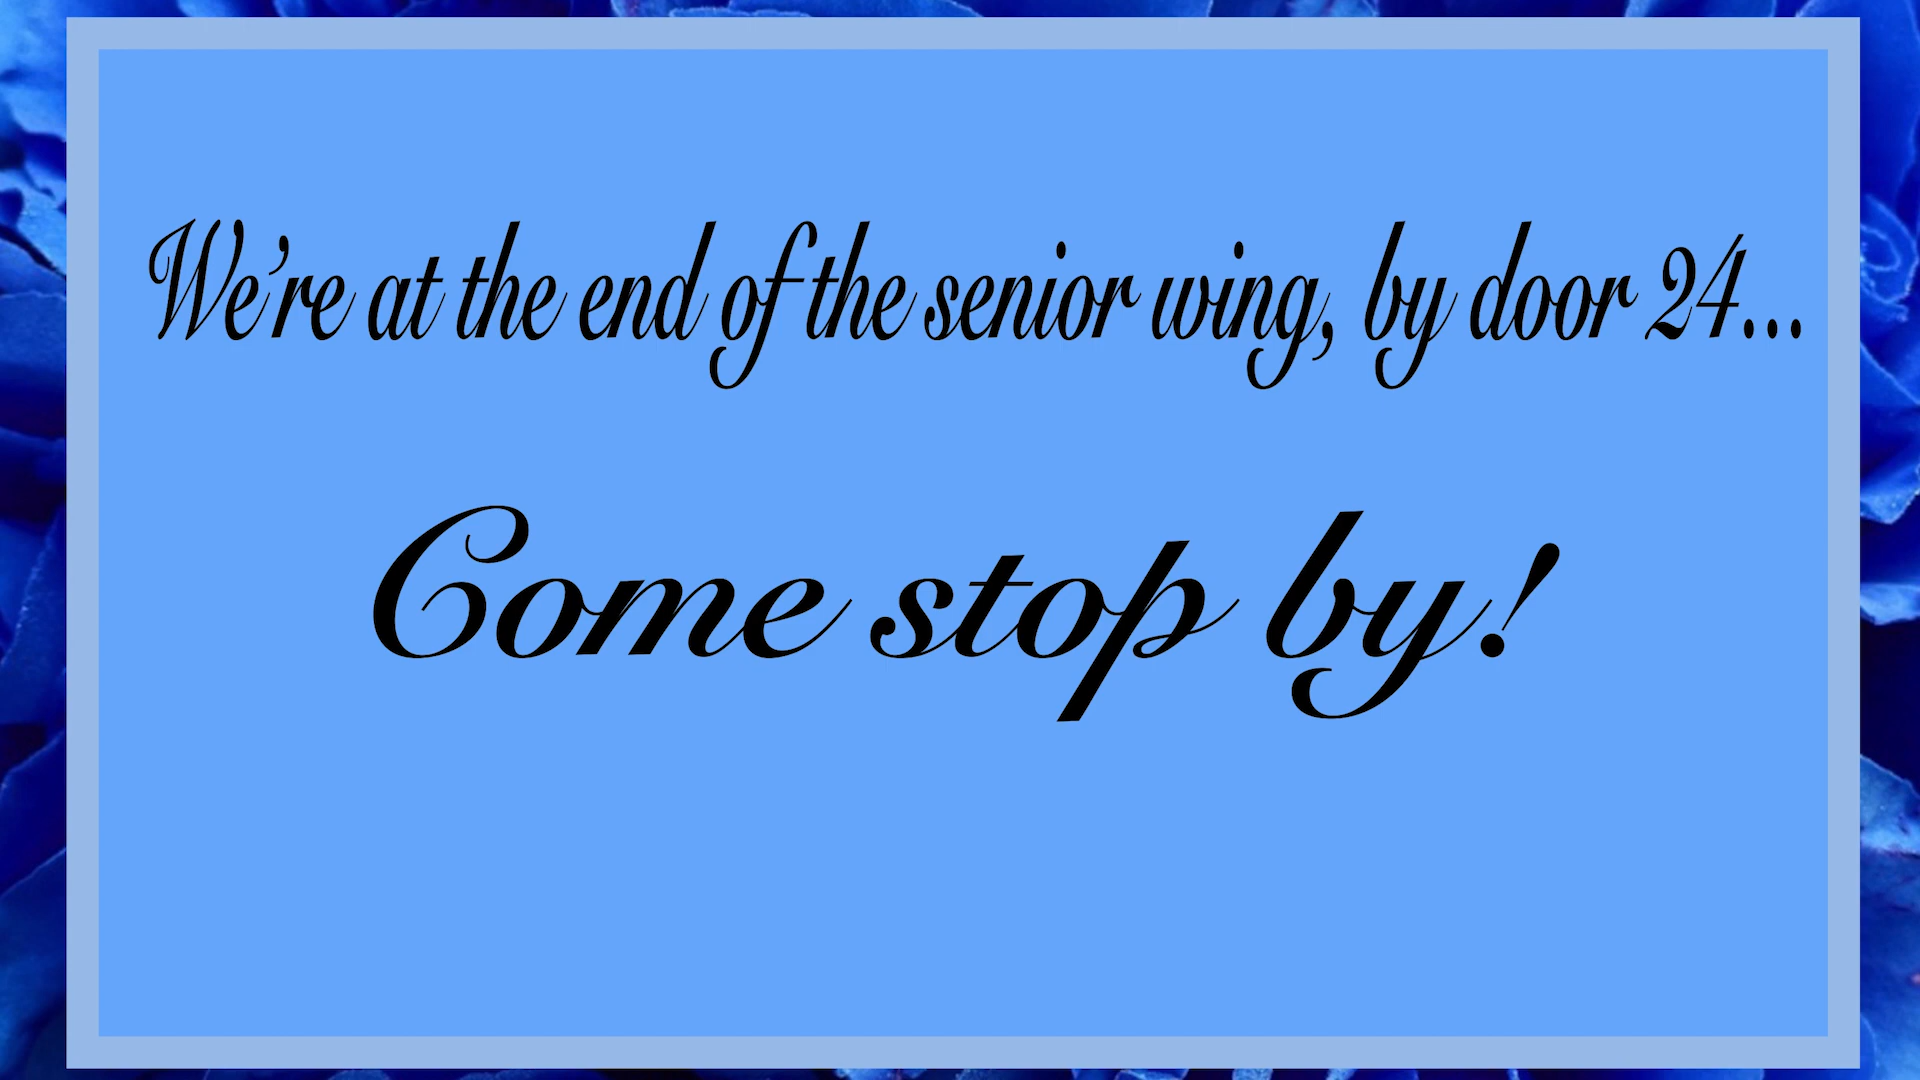 We're at the end of the senior wing, by door 24...
Come stop by!